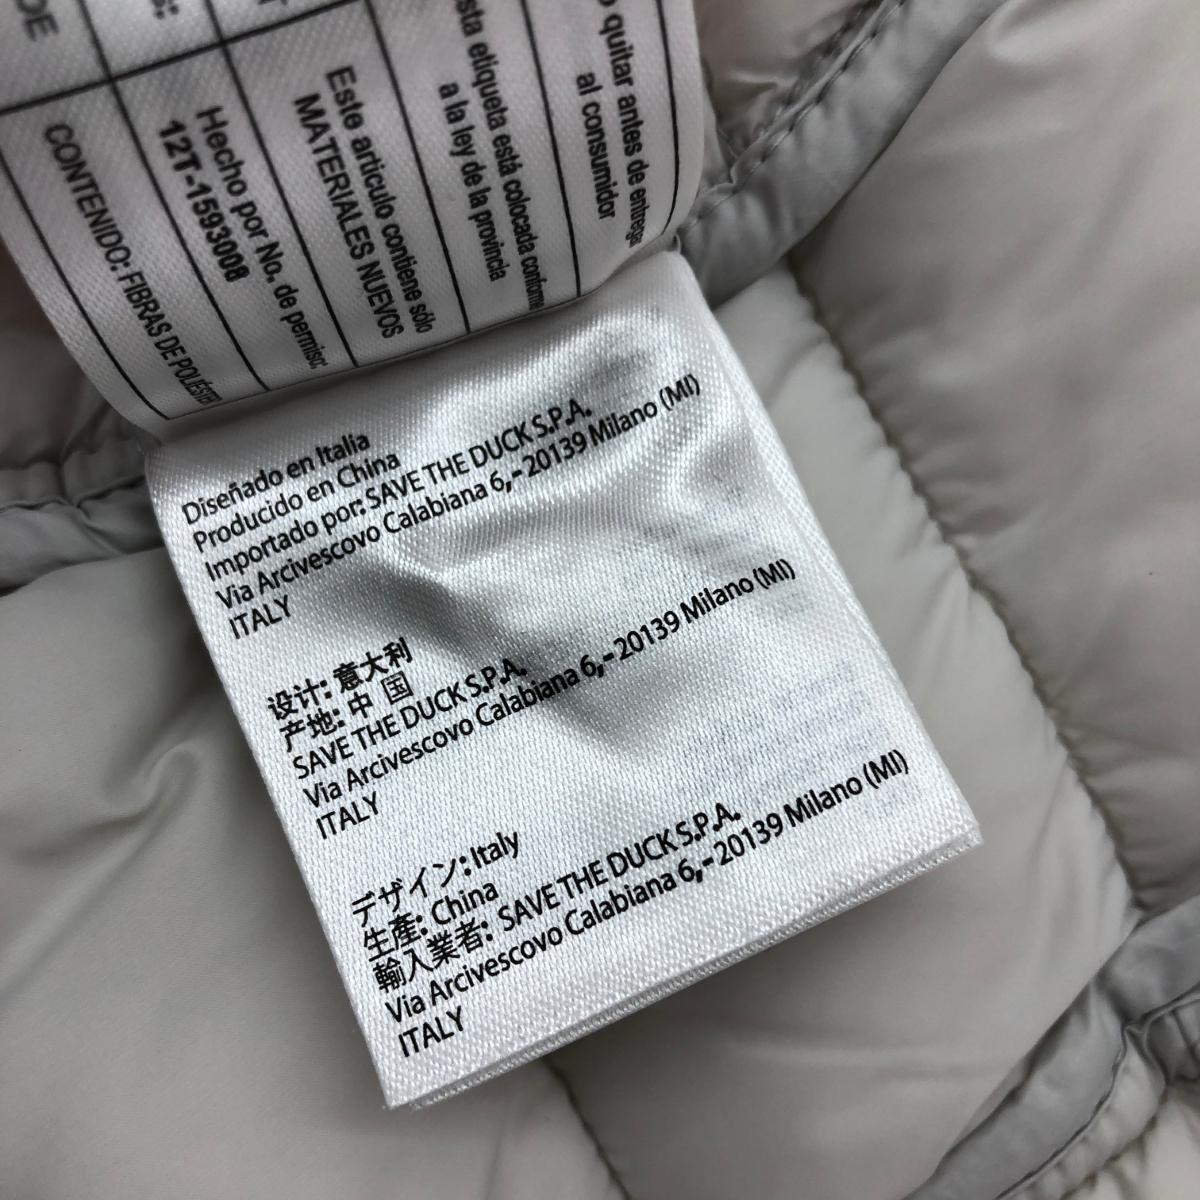 DE
CONTENIDO: FIBRAS DE POLIÉSTER
Hecho por No. de permiso:
12T-1593008
Este artículo contiene sólo
MATERIALES NUEVOS
sta etiqueta está colocada conforme
a la ley de la provincia
quitar antes de entregar
al consumidor
Diseñado en Italia
Producido en China
Importado por: SAVE THE DUCK S.P.A.
Via Arcivescovo Calabiana 6,-20139 Milano (MI)
ITALY
设计: 意大利
产地: 中国
SAVE THE DUCK S.P.A.
Via Arcivescovo Calabiana 6,-20139 Milano (MI)
ITALY
デザイン: Italy
生産: China
輸入業者: SAVE THE DUCK S.P.A.
Via Arcivescovo Calabiana 6,-20139 Milano (MI)
ITALY